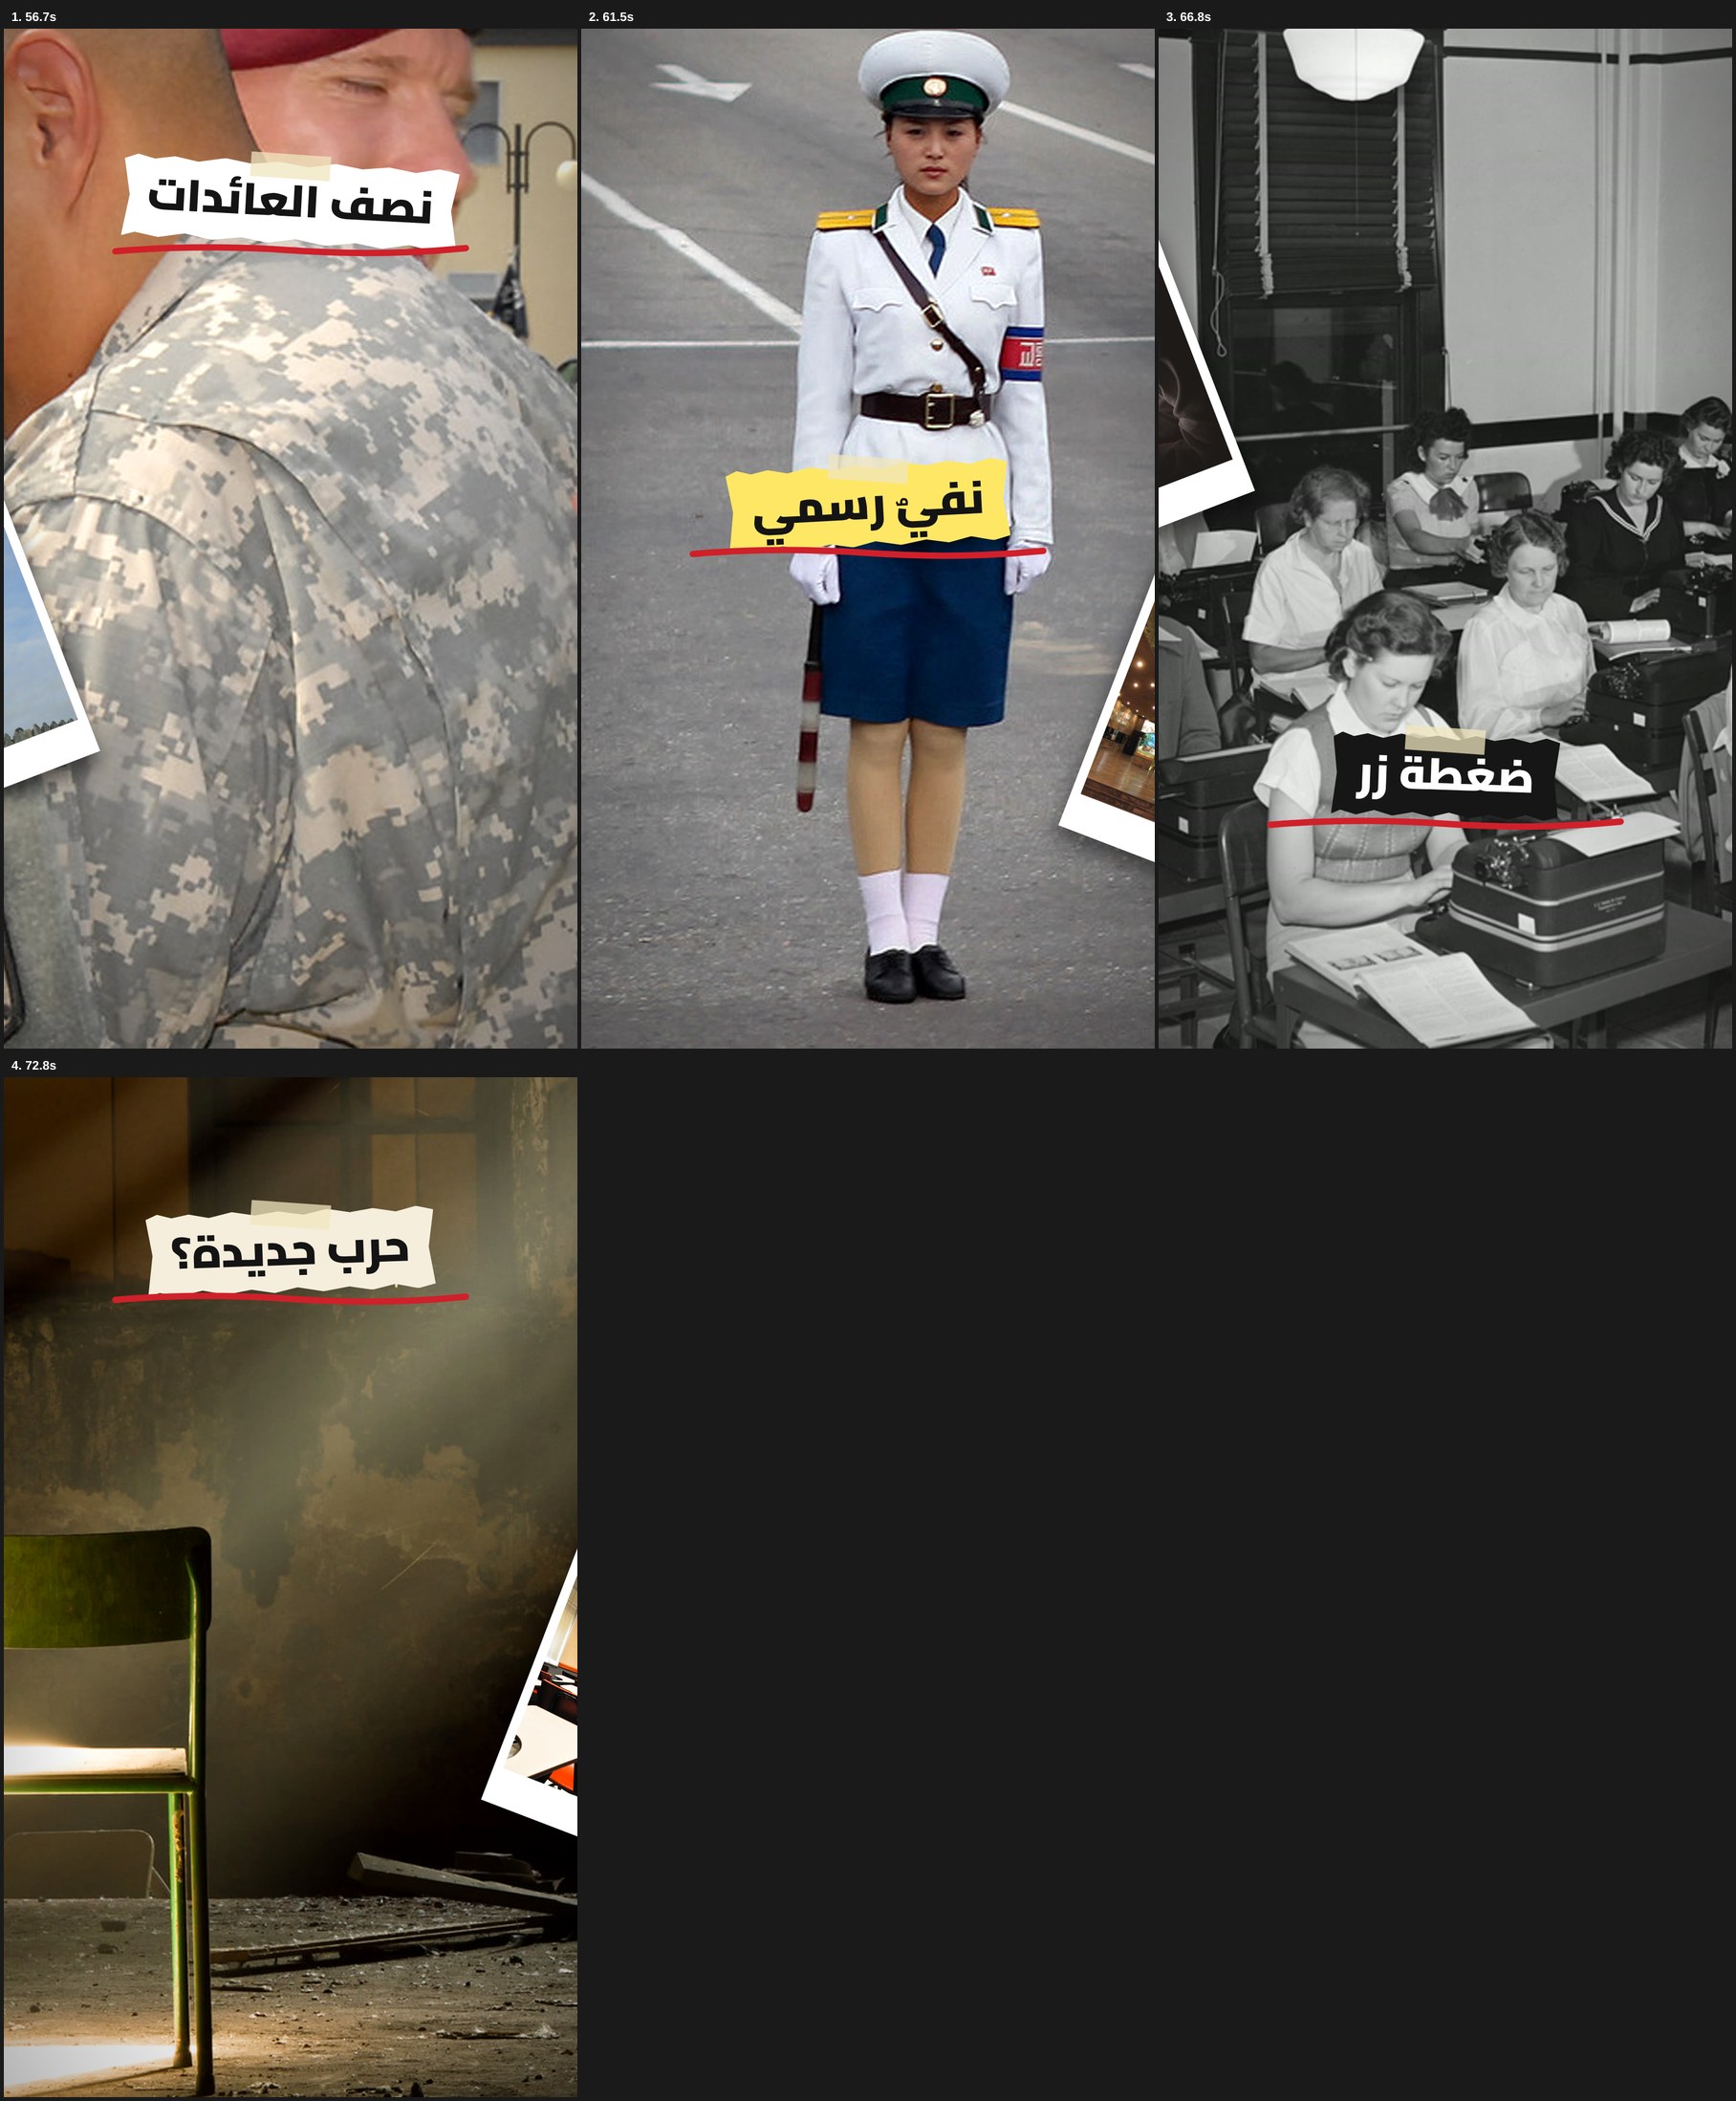 1. 56.7s
نصف العائدات
2. 61.5s
نفيٌ رسمي
3. 66.8s
ضغطة زر
4. 72.8s
حرب جديدة؟